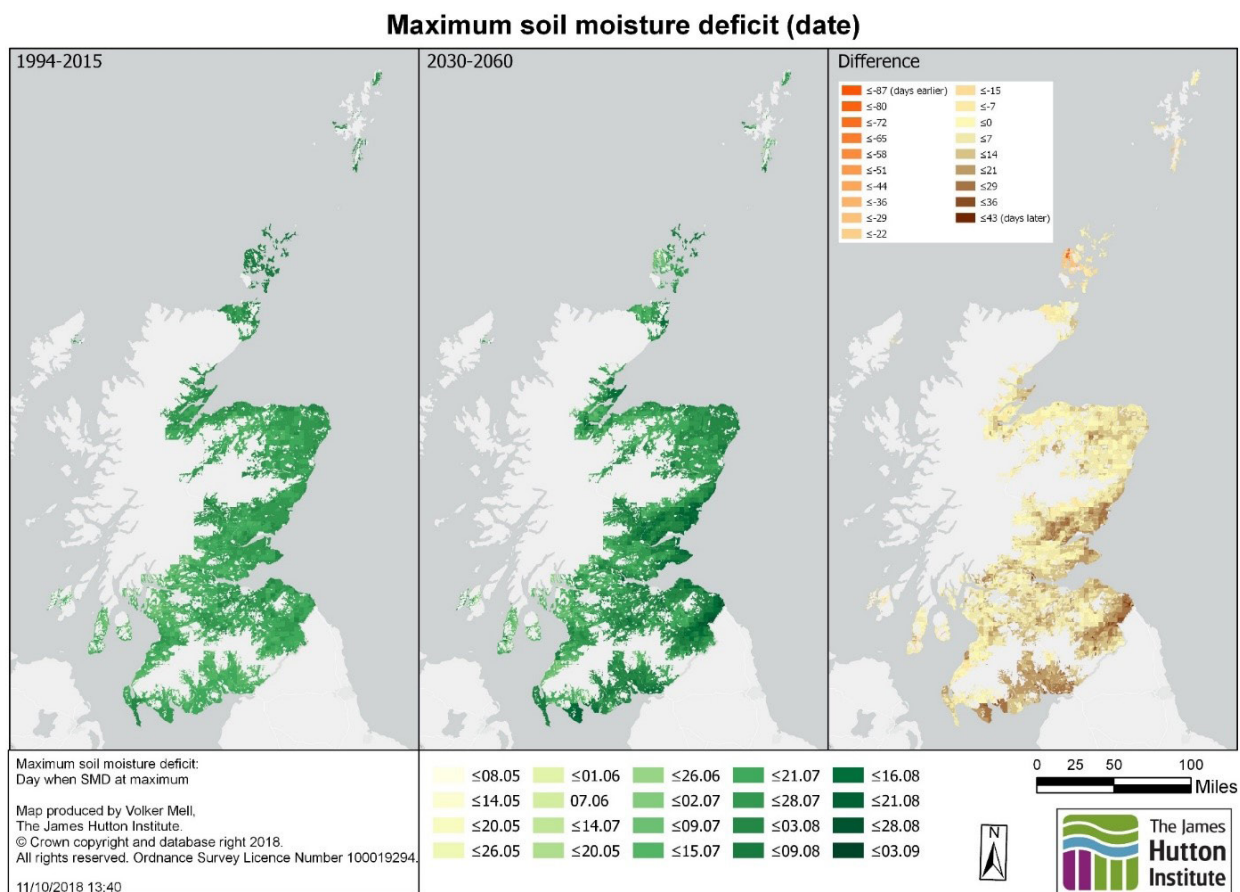 Maximum soil moisture deficit (date)
1994-2015
2030-2060
Difference
≤-87 (days earlier)
≤-80
≤-72
≤-65
≤-58
≤-51
≤-44
≤-36
≤-29
≤-22
≤-15
≤-7
≤0
≤7
≤14
≤21
≤29
≤36
≤43 (days later)
Maximum soil moisture deficit:
Day when SMD at maximum
Map produced by Volker Mell,
The James Hutton Institute.
© Crown copyright and database right 2018.
All rights reserved. Ordnance Survey Licence Number 100019294.
11/10/2018 13:40
≤08.05
≤14.05
≤20.05
≤26.05
≤01.06
07.06
≤14.07
≤20.05
≤26.06
≤02.07
≤09.07
≤15.07
≤21.07
≤28.07
≤03.08
≤09.08
≤16.08
≤21.08
≤28.08
≤03.09
0 25 50 100
Miles
N
The James
Hutton
Institute